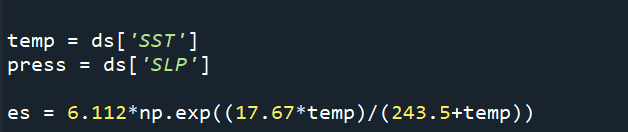 temp = ds['SST']
press = ds['SLP']
es = 6.112*np.exp((17.67*temp)/(243.5+temp))